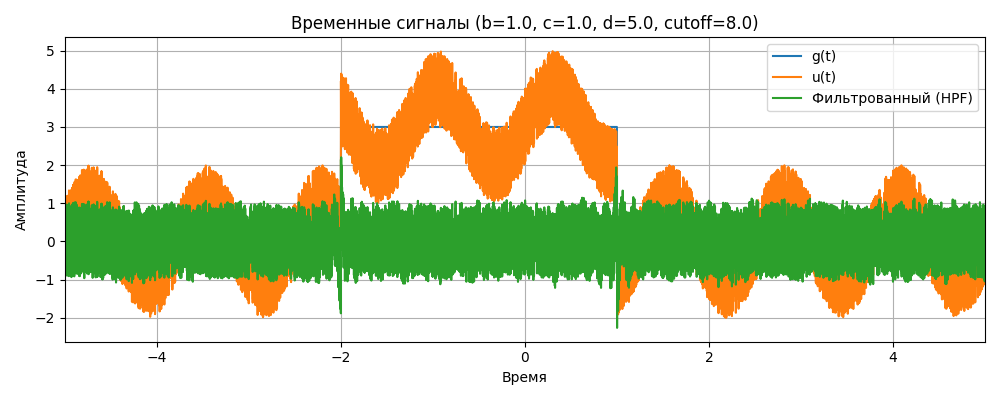 Временные сигналы (b=1.0, c=1.0, d=5.0, cutoff=8.0)
g(t)
u(t)
Фильтрованный (HPF)
Амплитуда
5
4
3
2
1
0
−1
−2
−4
−2
0
2
4
Время